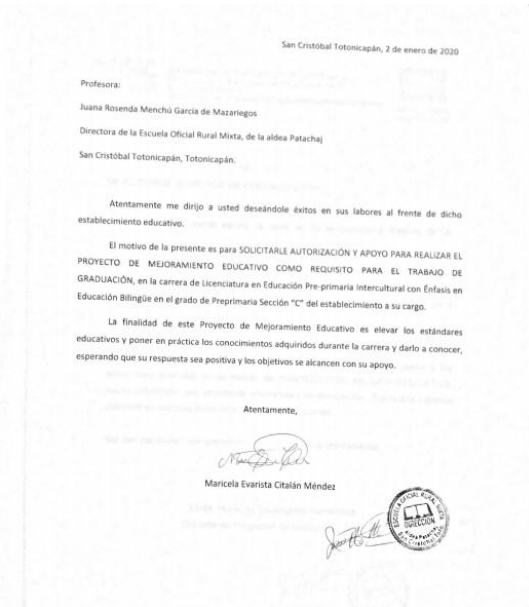 San Cristóbal Totonicapán, 2 de enero de 2020
Profesora:
Juana Rosenda Menchú García de Mazariegos
Directora de la Escuela Oficial Rural Mixta, de la aldea Patachaj
San Cristóbal Totonicapán, Totonicapán.
Atentamente me dirijo a usted deseándole éxitos en sus labores al frente de dicho
establecimiento educativo.
El motivo de la presente es para SOLICITARLE AUTORIZACIÓN Y APOYO PARA REALIZAR EL
PROYECTO DE MEJORAMIENTO EDUCATIVO COMO REQUISITO PARA EL TRABAJO DE
GRADUACIÓN, en la carrera de Licenciatura en Educación Pre-primaria Intercultural con Énfasis en
Educación Bilingüe en el grado de Preprimaria Sección "C" del establecimiento a su cargo.
La finalidad de este Proyecto de Mejoramiento Educativo es elevar los estándares
educativos y poner en práctica los conocimientos adquiridos durante la carrera y darlo a conocer,
esperando que su respuesta sea positiva y los objetivos se alcancen con su apoyo.
Atentamente,
Maricela Evarista Citalán Méndez
ESCUELA OFICIAL RURAL MIXTA
DIRECCION